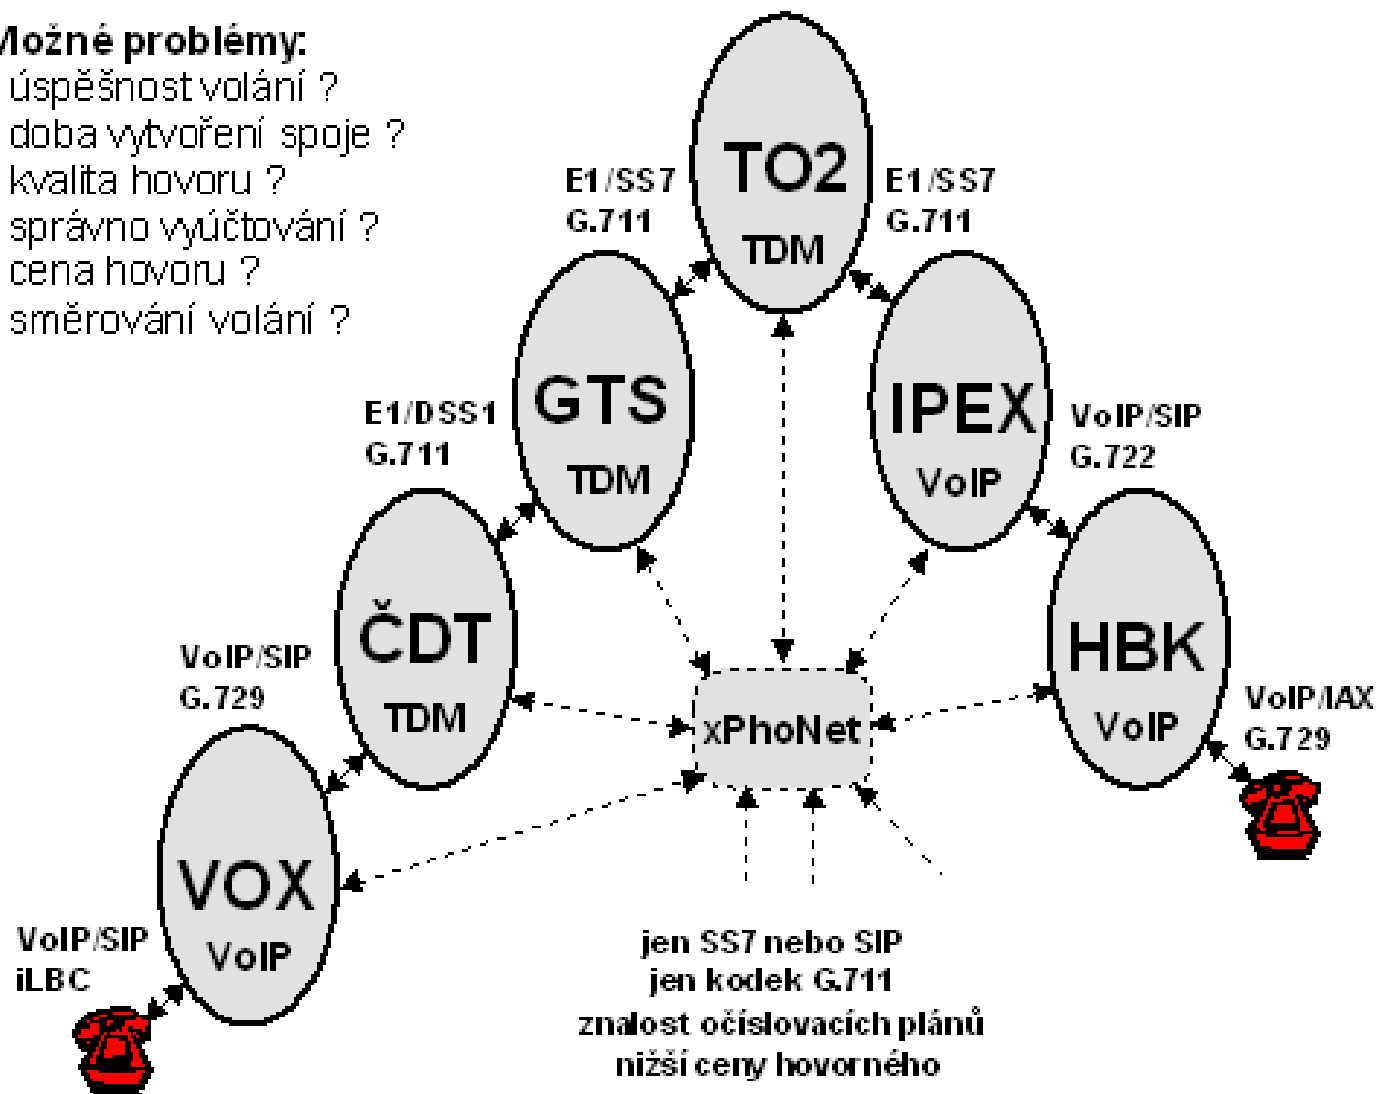 Možné problémy:
úspěšnost volání ?
doba vytvoření spoje ?
kvalita hovoru ?
správno vyúčtování ?
cena hovoru ?
směrování volání ?
TO2
TDM
E1/SS7
G.711
E1/SS7
G.711
GTS
TDM
IPEX
VoIP
E1/DSS1
G.711
VoIP/SIP
G.722
ČDT
TDM
HBK
VoIP
VoIP/SIP
G.729
xPhoNet
VoIP/IAX
G.729
VOX
VoIP
VoIP/SIP
iLBC
jen SS7 nebo SIP
jen kodek G.711
znalost očíslovacích plánů
nižší ceny hovorného